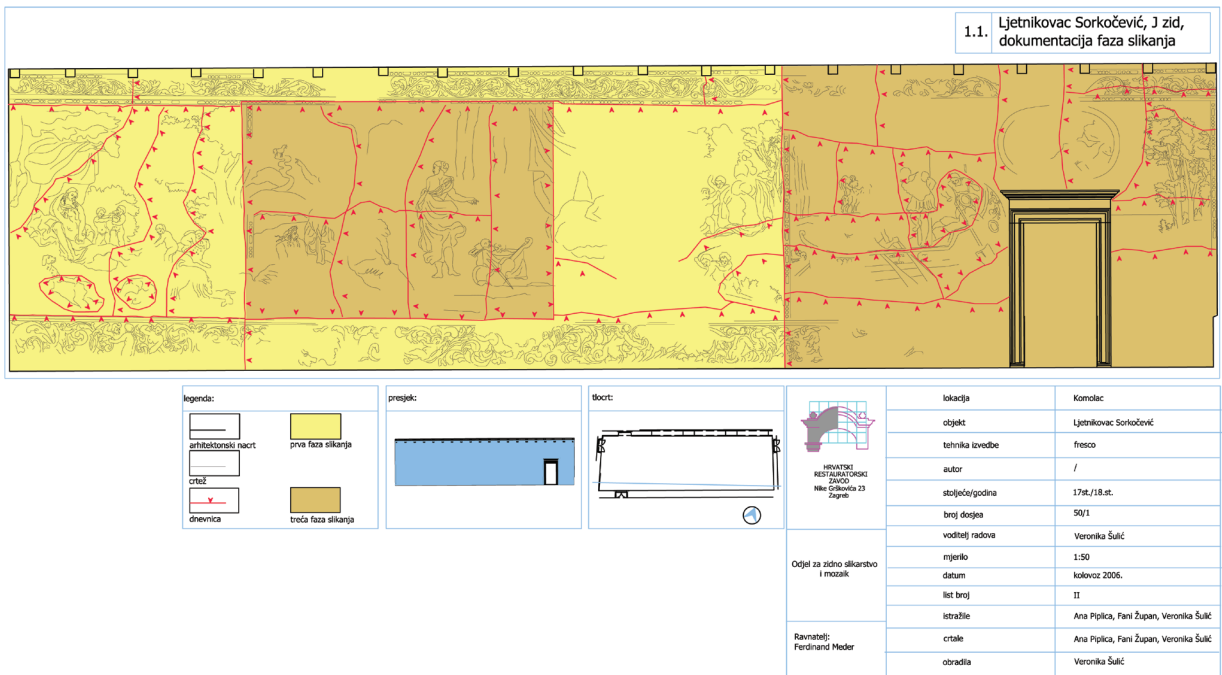 1.1. Ljetnikovac Sorkočević, J zid,
dokumentacija faza slikanja
legenda:
arhitektonski nacrt
prva faza slikanja
crtež
dnevnica
treća faza slikanja
presjek:
tlocrt:
HRVATSKI
RESTAURATORSKI
ZAVOD
Nike Grškovića 23
Zagreb
Odjel za zidno slikarstvo
i mozaik
Ravnatelj:
Ferdinand Meder
lokacija Komolac
objekt Ljetnikovac Sorkočević
tehnika izvedbe fresco
autor /
stoljeće/godina 17st./18.st.
broj dosjea 50/1
voditelj radova Veronika Šulić
mjerilo 1:50
datum kolovoz 2006.
list broj II
istražile Ana Piplica, Fani Župan, Veronika Šulić
crtale Ana Piplica, Fani Župan, Veronika Šulić
obradila Veronika Šulić